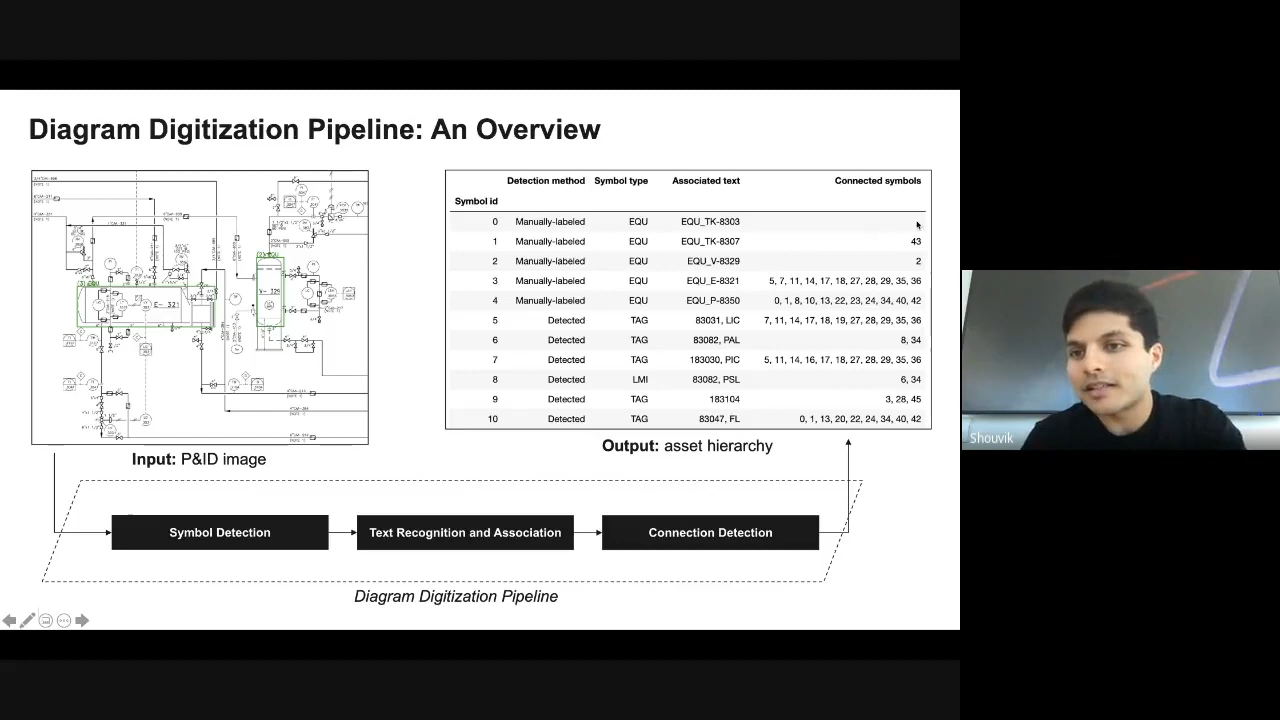 Diagram Digitization Pipeline: An Overview
E- 321
V- 329
Detection method Symbol type Associated text Connected symbols
Symbol id
0 Manually-labeled EQU EQU_TK-8303
1 Manually-labeled EQU EQU_TK-8307 43
2 Manually-labeled EQU EQU_V-8329 2
3 Manually-labeled EQU EQU_E-8321 5, 7, 11, 14, 17, 18, 27, 28, 29, 35, 36
4 Manually-labeled EQU EQU_P-8350 0, 1, 8, 10, 13, 22, 23, 24, 34, 40, 42
5 Detected TAG 83031, LIC 7, 11, 14, 17, 18, 19, 27, 28, 29, 35, 36
6 Detected TAG 83082, PAL 8, 34
7 Detected TAG 183030, PIC 5, 11, 14, 16, 17, 18, 27, 28, 29, 35, 36
8 Detected LMI 83082, PSL 6, 34
9 Detected TAG 183104 3, 28, 45
10 Detected TAG 83047, FL 0, 1, 13, 20, 22, 24, 34, 40, 42
Input: P&ID image
Output: asset hierarchy
Symbol Detection
Text Recognition and Association
Connection Detection
Diagram Digitization Pipeline
Shouvik